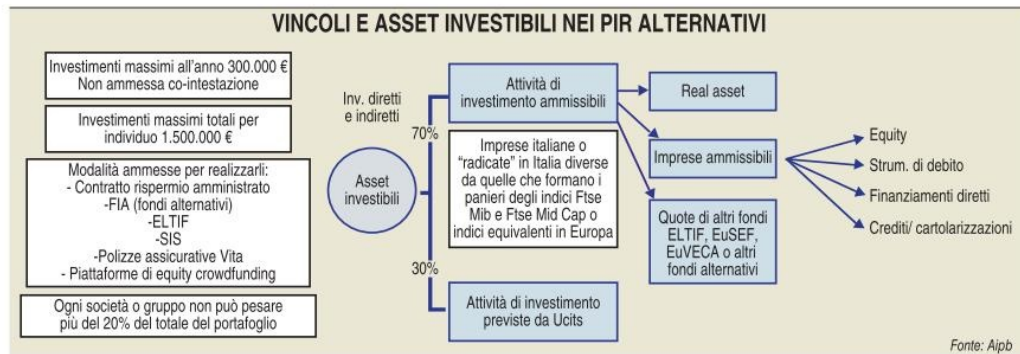 VINCOLI E ASSET INVESTIBILI NEI PIR ALTERNATIVI
Investimenti massimi all'anno 300.000 €
Non ammessa co-intestazione
Investimenti massimi totali per
individuo 1.500.000 €
Modalità ammesse per realizzarli:
- Contratto rispermio amministrato
-FIA (fondi alternativi)
-ELTIF
-SIS
-Polizze assicurative Vita
- Piattaforme di equity crowdfunding
Ogni società o gruppo non può pesare
più del 20% del totale del portafoglio
Inv. diretti
e indiretti
70%
Asset
investibili
30%
Attività di
investimento ammissibili
Imprese italiane o
“radicate” in Italia diverse
da quelle che formano i
panieri degli indici Ftse
Mib e Ftse Mid Cap o
indici equivalenti in Europa
Attività di investimento
previste da Ucits
Real asset
Imprese ammissibili
Quote di altri fondi
ELTIF, EuSEF,
EuVECA o altri
fondi alternativi
Equity
Strum. di debito
Finanziamenti diretti
Crediti/ cartolarizzazioni
Fonte: Aipb